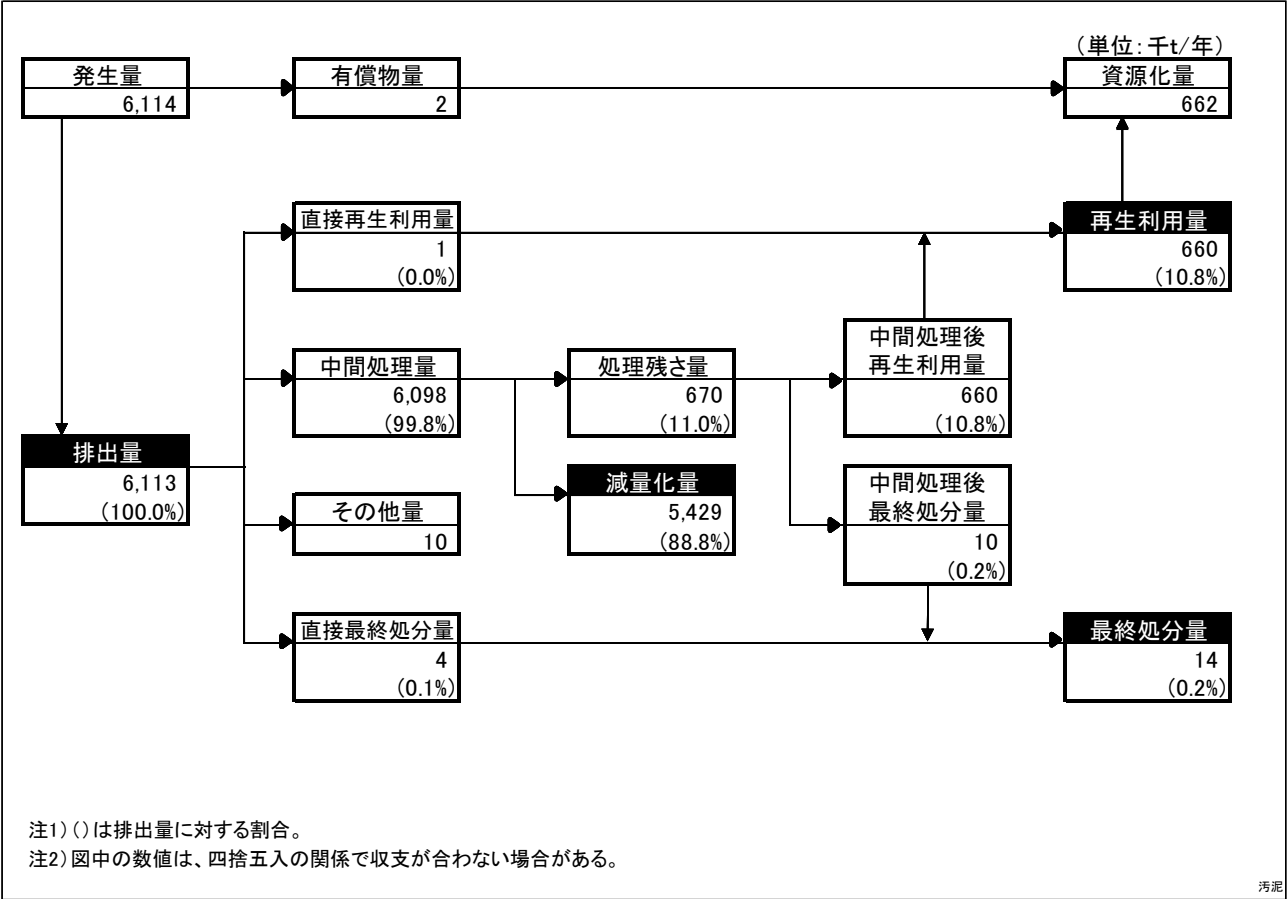 （単位：千t/年）
発生量
6,114
有償物量
2
資源化量
662
直接再生利用量
1
（0.0%）
再生利用量
660
（10.8%）
中間処理量
6,098
（99.8%）
処理残さ量
670
（11.0%）
中間処理後
再生利用量
660
（10.8%）
排出量
6,113
（100.0%）
その他量
10
減量化量
5,429
（88.8%）
中間処理後
最終処分量
10
（0.2%）
直接最終処分量
4
（0.1%）
最終処分量
14
（0.2%）
注1）（）は排出量に対する割合。
注2）図中の数値は、四捨五入の関係で収支が合わない場合がある。
汚泥